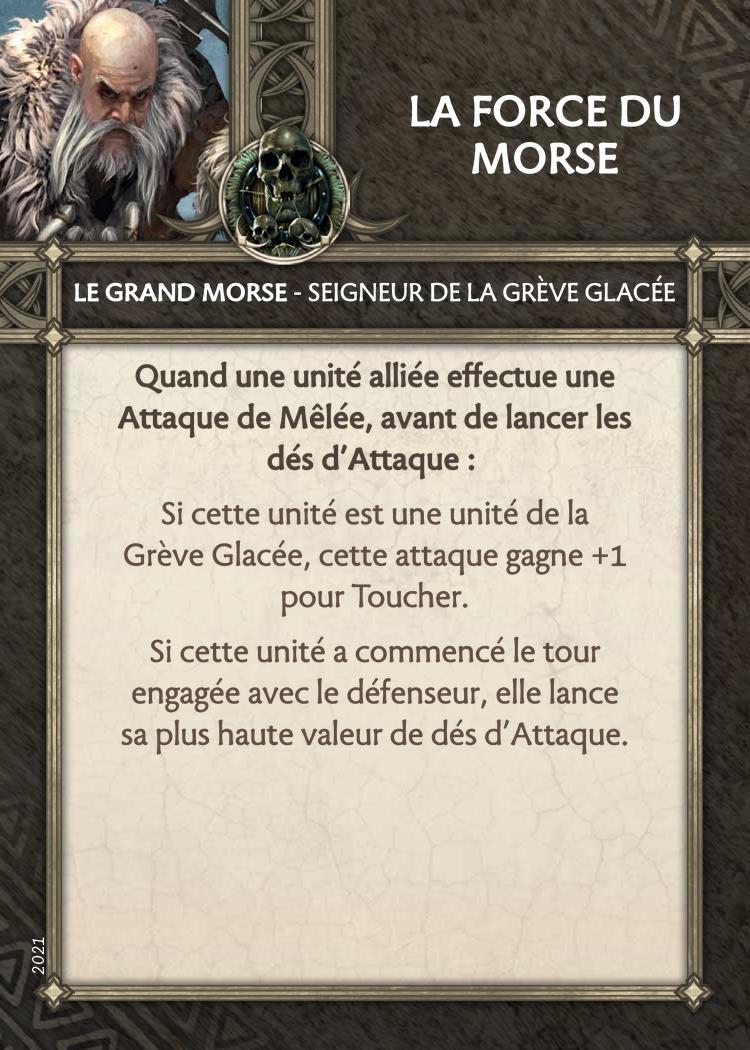 LA FORCE DU
MORSE
LE GRAND MORSE - SEIGNEUR DE LA GRÈVE GLACÉE
Quand une unité alliée effectue une
Attaque de Mêlée, avant de lancer les
dés d’Attaque :
Si cette unité est une unité de la
Grève Glacée, cette attaque gagne +1
pour Toucher.
Si cette unité a commencé le tour
engagée avec le défenseur, elle lance
sa plus haute valeur de dés d’Attaque.
2021